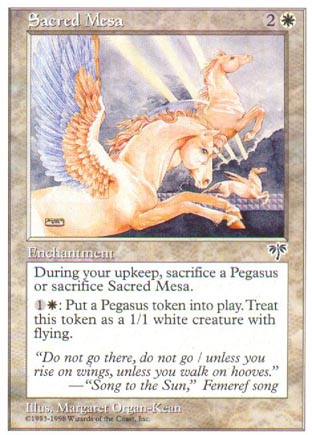 Sacred Mesa 2
Enchantment
During your upkeep, sacrifice a Pegasus
or sacrifice Sacred Mesa.
1 : Put a Pegasus token into play. Treat
this token as a 1/1 white creature with
flying.
"Do not go there, do not go / unless you
rise on wings, unless you walk on hooves."
—"Song to the Sun," Femeref song
Illus. Margaret Organ-Kean
©1993-1996 Wizards of the Coast, Inc.